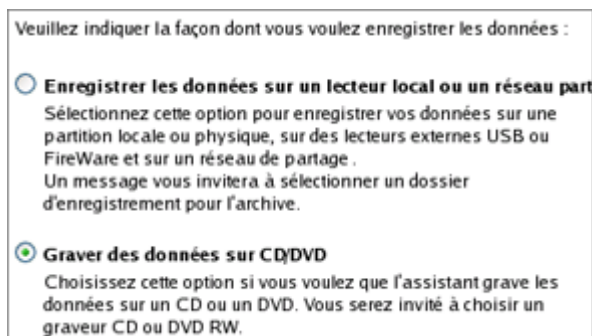 Veuillez indiquer la façon dont vous voulez enregistrer les données :
Enregistrer les données sur un lecteur local ou un réseau part
Sélectionnez cette option pour enregistrer vos données sur une
partition locale ou physique, sur des lecteurs externes USB ou
FireWare et sur un réseau de partage .
Un message vous invitera à sélectionner un dossier
d'enregistrement pour l'archive.
Graver des données sur CD/DVD
Choisissez cette option si vous voulez que l'assistant grave les
données sur un CD ou un DVD. Vous serez invité à choisir un
graveur CD ou DVD RW.